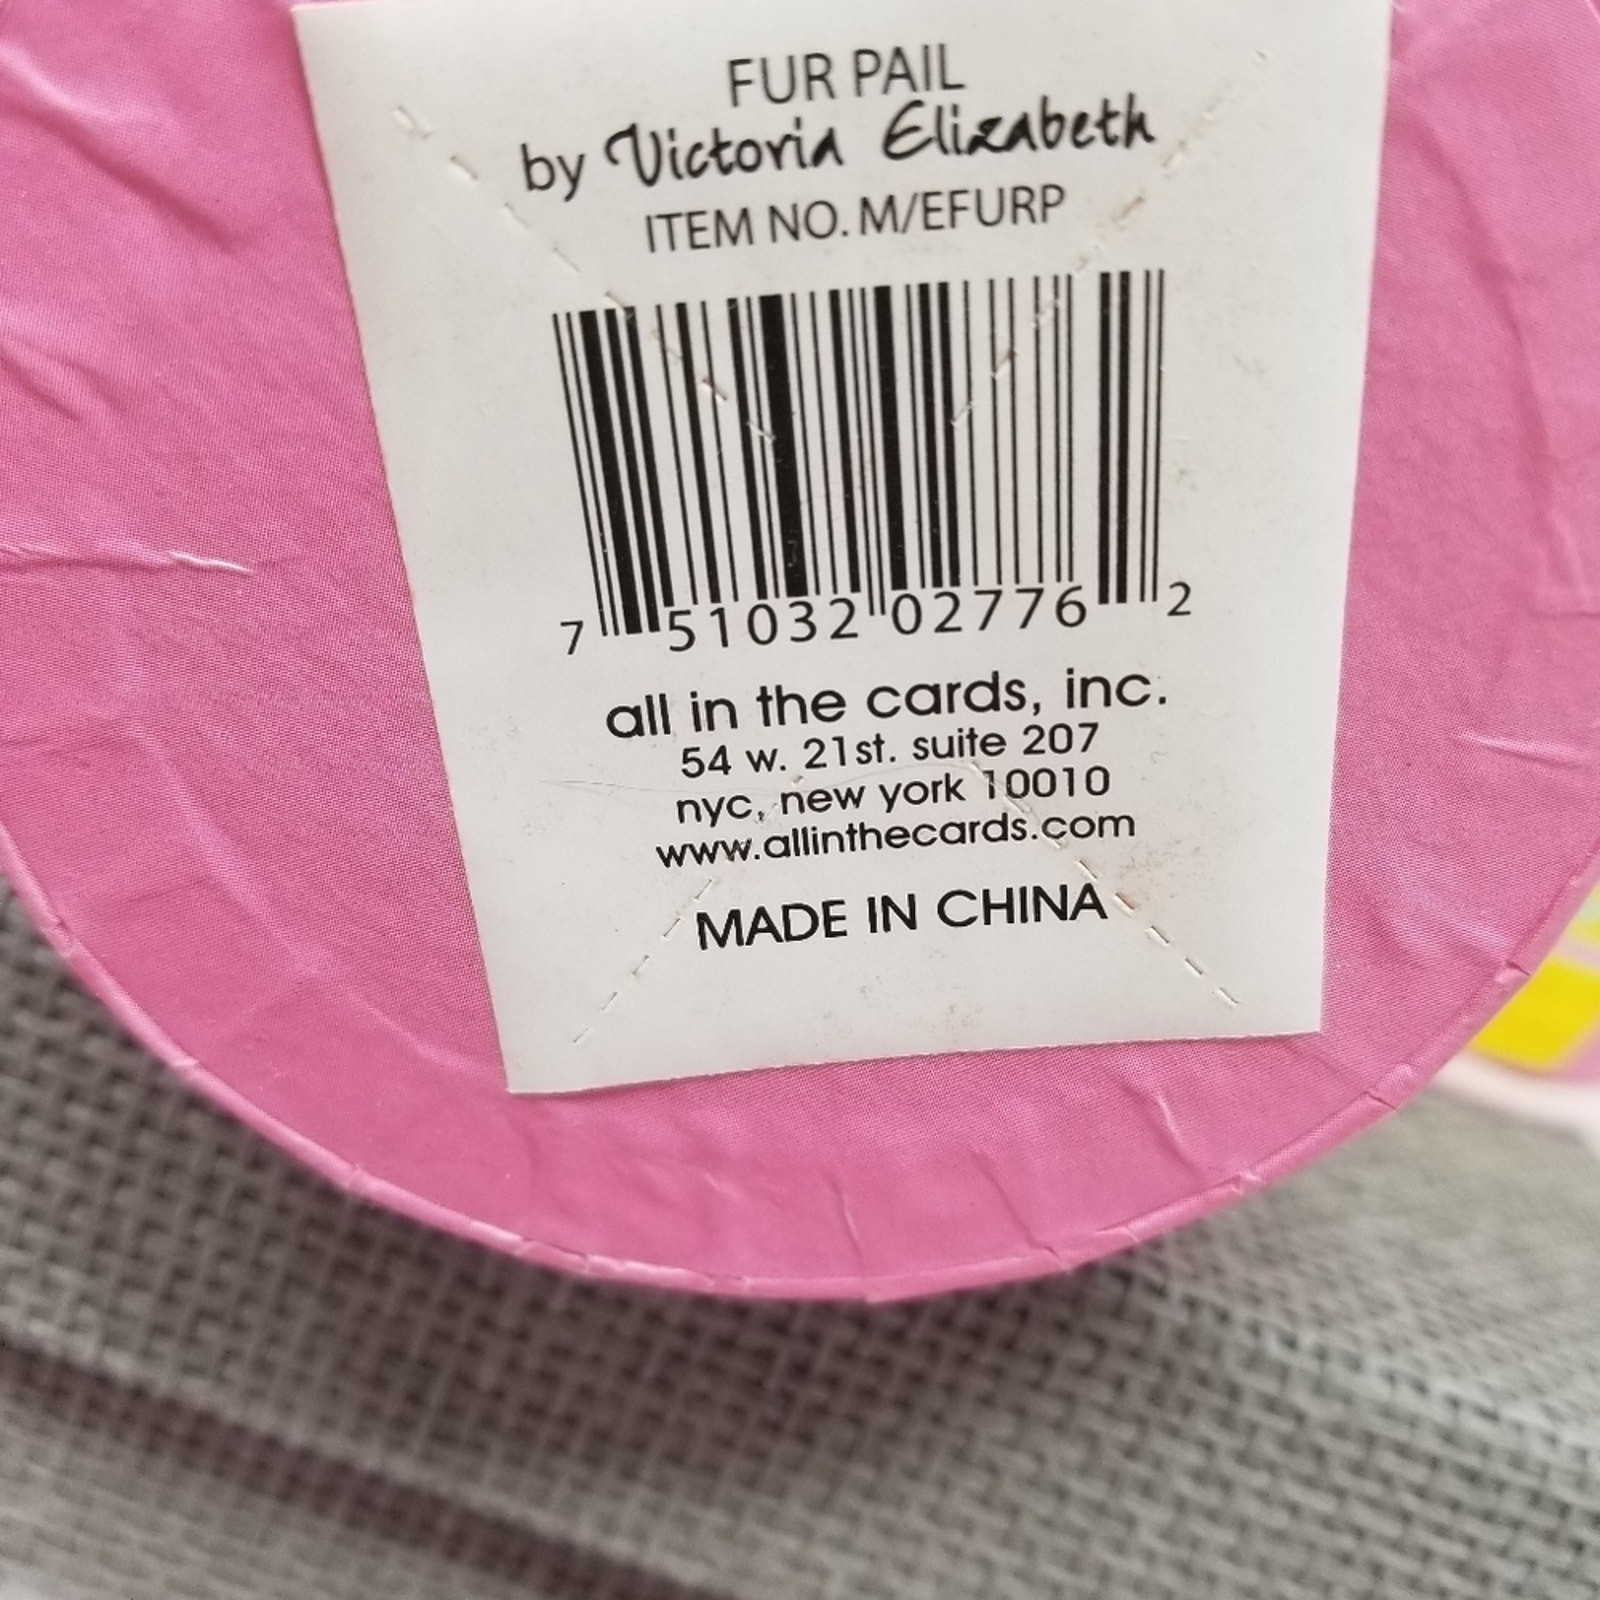 FUR PAIL
by Victoria Elizabeth
ITEM NO. M/EFURP
7 51032 02776 2
all in the cards, inc.
54 w. 21st. suite 207
nyc, new york 10010
www.allinthecards.com
MADE IN CHINA